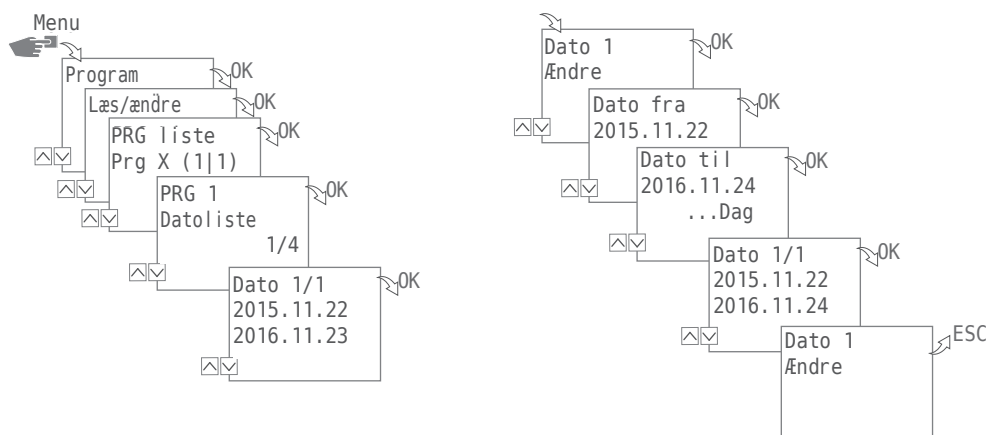 Menu
Program
OK
Læs/ændre
OK
PRG líste
Prg X (1|1)
OK
PRG 1
Datoliste
1/4
OK
Dato 1/1
2015.11.22
2016.11.23
OK
Dato 1
Ændre
OK
Dato fra
2015.11.22
OK
Dato til
2016.11.24
...Dag
OK
Dato 1/1
2015.11.22
2016.11.24
OK
Dato 1
Ændre
ESC